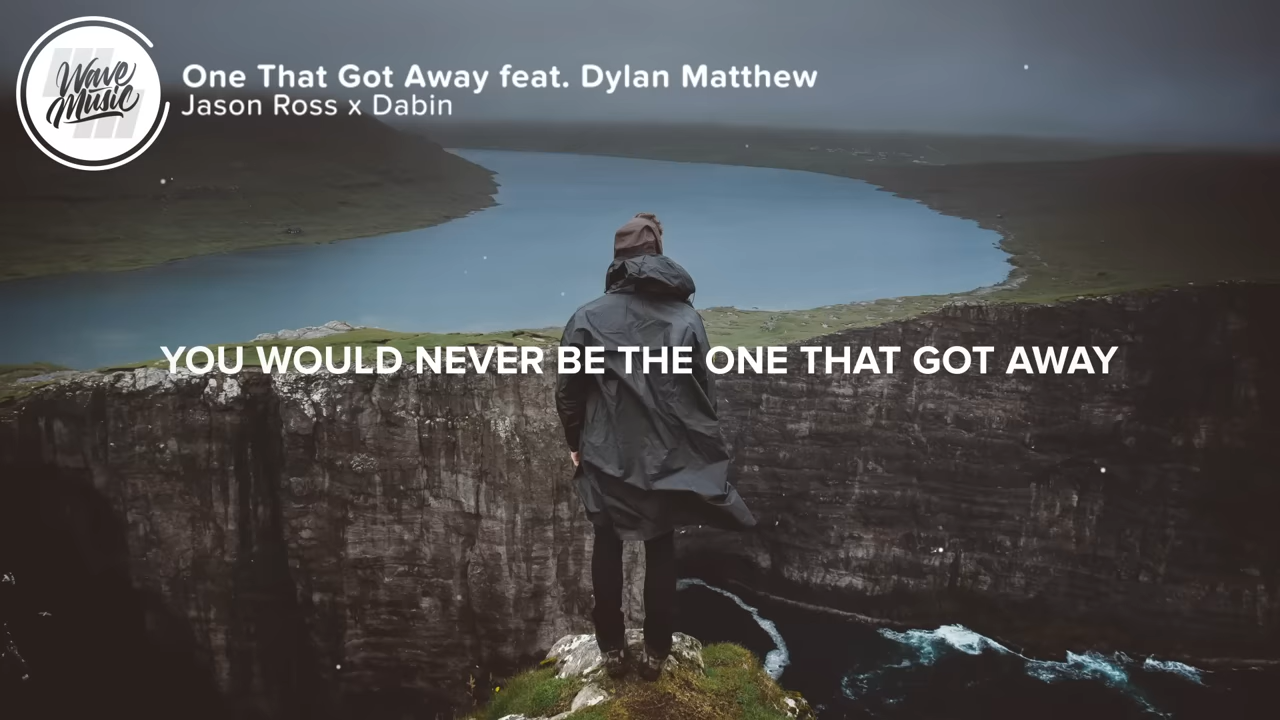 Wave
Music
One That Got Away feat. Dylan Matthew
Jason Ross x Dabin
YOU WOULD NEVER BE THE ONE THAT GOT AWAY